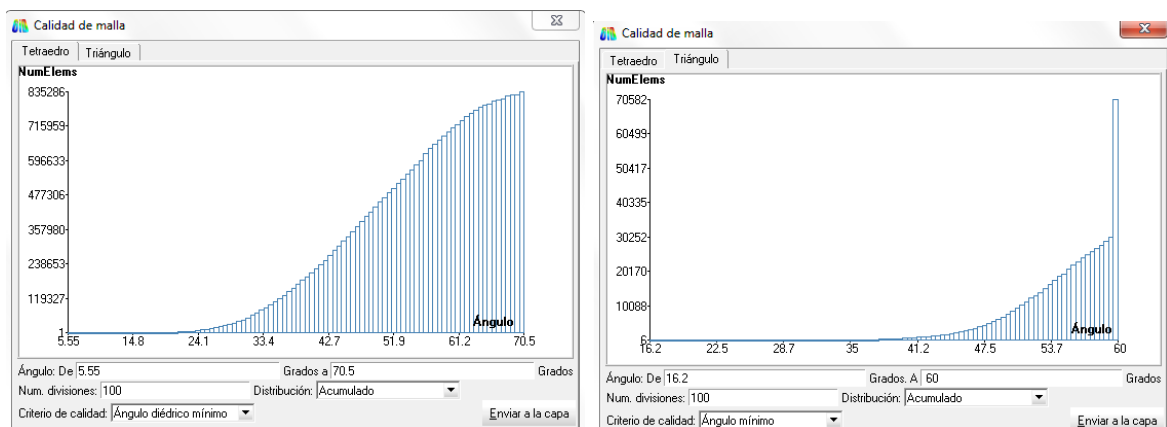 Calidad de malla
Tetraedro Triángulo
NumElems
835286
715959
596633
477306
357980
238653
119327
1
Ángulo
5.55 14.8 24.1 33.4 42.7 51.9 61.2 70.5
Ángulo: De 5.55 Grados a 70.5 Grados
Num. divisiones: 100 Distribución: Acumulado
Criterio de calidad: Ángulo diédrico mínimo Enviar a la capa
Calidad de malla
Tetraedro Triángulo
NumElems
70582
60499
50417
40335
30252
20170
10088
6
Ángulo
16.2 22.5 28.7 35 41.2 47.5 53.7 60
Ángulo: De 16.2 Grados. A 60 Grados
Num. divisiones: 100 Distribución: Acumulado
Criterio de calidad: Ángulo mínimo Enviar a la capa